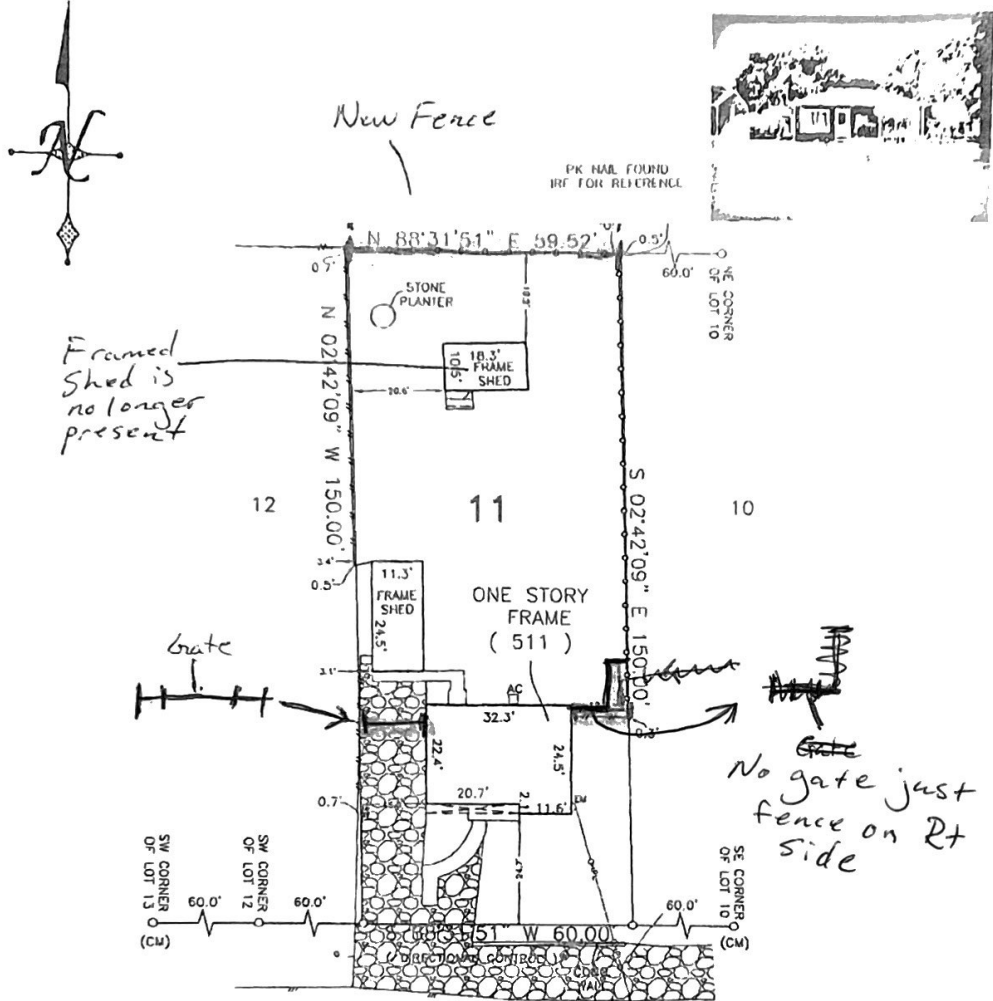 N
New Fence
PK NAIL FOUND
IRF FOR REFERENCE
N 88°31'51" E 59.52'
0.5'
60.0'
NE CORNER
OF LOT 10
0.7'
STONE
PLANTER
N 02°42'09" W 150.00'
Framed
Shed is
no longer
present
18.3'
10.5'
FRAME
SHED
20.6'
S 02°42'09" E 150.00'
12
11
10
3.4'
0.5'
11.3'
FRAME
SHED
24.5'
ONE STORY
FRAME
( 511 )
Gate
3.1'
AC
32.3'
22.4'
24.5'
0.3'
20.7'
11.6'
EM
0.7'
No gate just
fence on Rt
side
SW CORNER
OF LOT 13
(CM)
60.0'
SW CORNER
OF LOT 12
60.0'
W 60.00
60.0'
SE CORNER
OF LOT 10
(CM)
DIRECTIONAL CONTROL